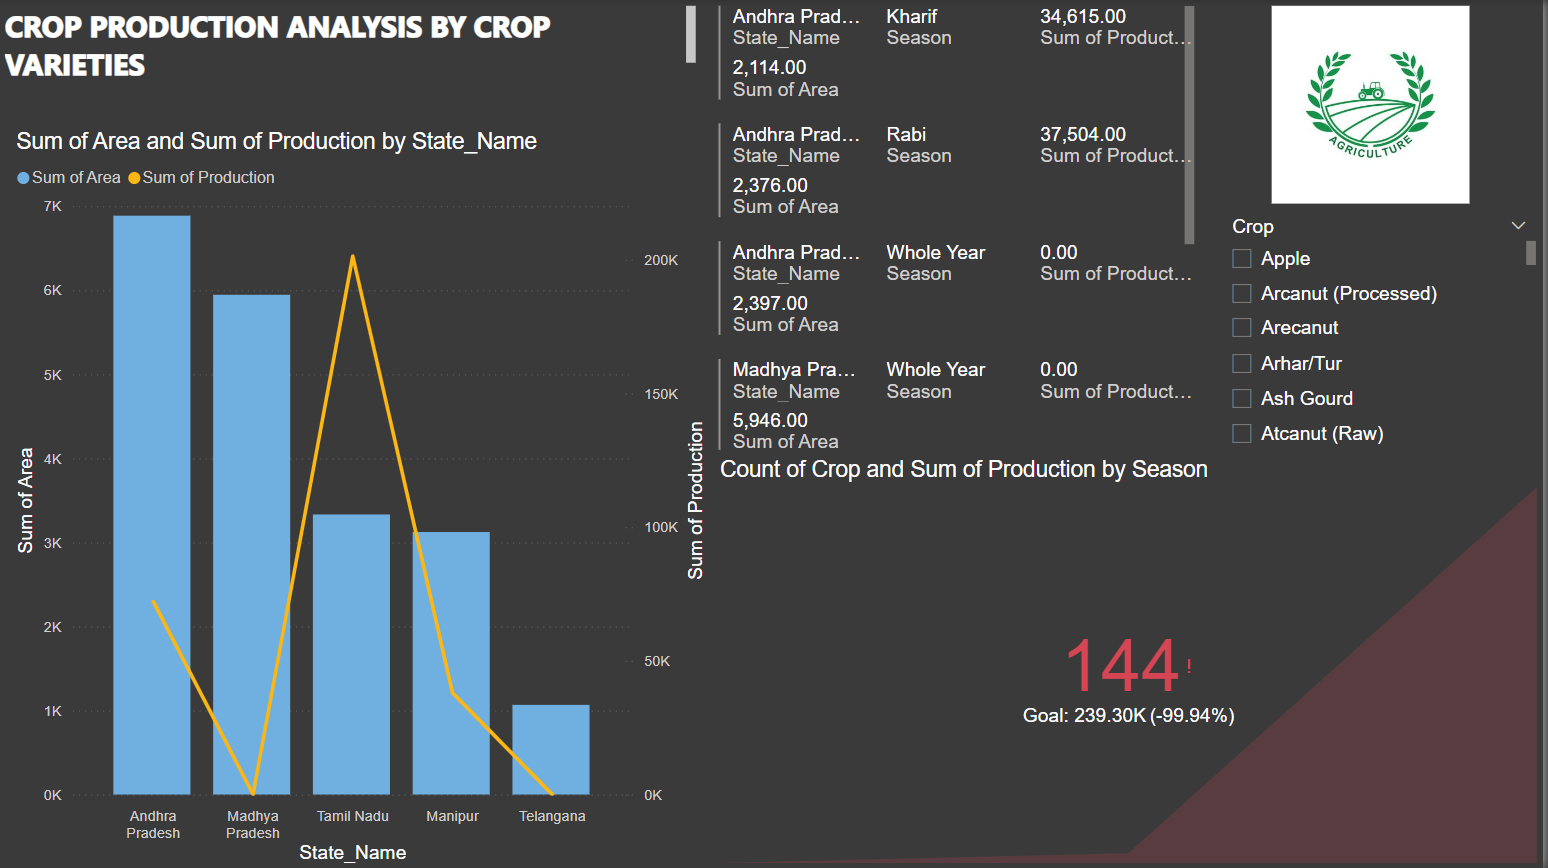 CROP PRODUCTION ANALYSIS BY CROP
VARIETIES
Sum of Area and Sum of Production by State_Name
Sum of Area Sum of Production
7K
6K
5K
4K
3K
2K
1K
0K
Sum of Area
200K
150K
100K
50K
0K
Sum of Production
Andhra
Pradesh
Madhya
Pradesh
Tamil Nadu
Manipur
Telangana
State_Name
Andhra Prad... Kharif 34,615.00
State_Name Season Sum of Product...
2,114.00
Sum of Area
Andhra Prad... Rabi 37,504.00
State_Name Season Sum of Product...
2,376.00
Sum of Area
Andhra Prad... Whole Year 0.00
State_Name Season Sum of Product...
2,397.00
Sum of Area
Madhya Pra... Whole Year 0.00
State_Name Season Sum of Product...
5,946.00
Sum of Area
Count of Crop and Sum of Production by Season
144!
Goal: 239.30K (-99.94%)
AGRICULTURE
Crop
Apple
Arcanut (Processed)
Arecanut
Arhar/Tur
Ash Gourd
Atcanut (Raw)